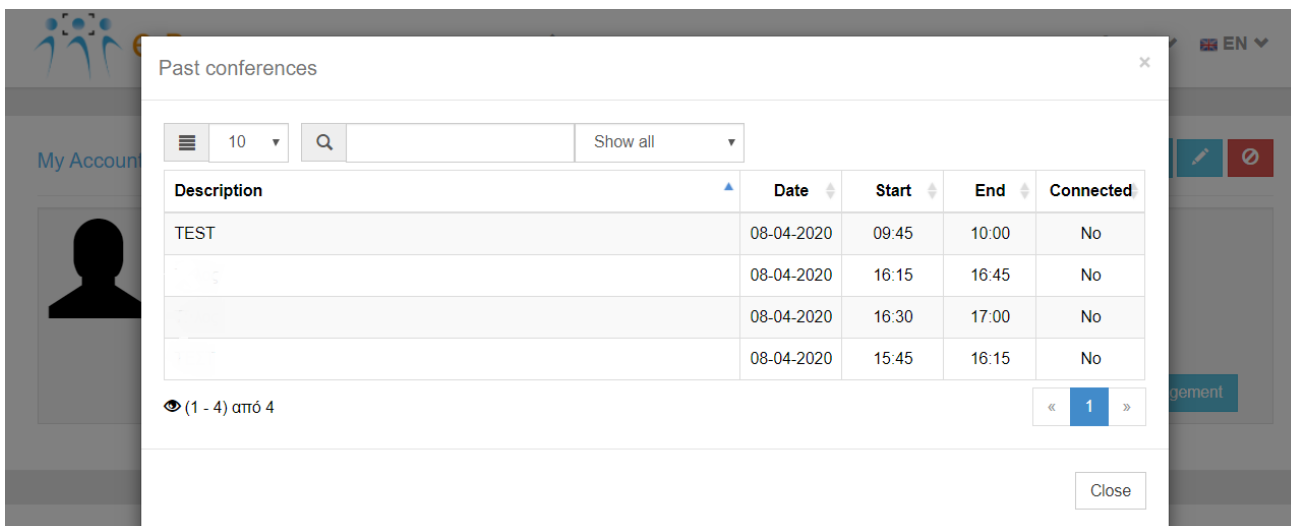 EN
Past conferences
×
My Account
10
Show all
Description Date Start End Connected
TEST 08-04-2020 09:45 10:00 No
08-04-2020 16:15 16:45 No
08-04-2020 16:30 17:00 No
08-04-2020 15:45 16:15 No
(1 - 4) από 4
« 1 »
gement
Close